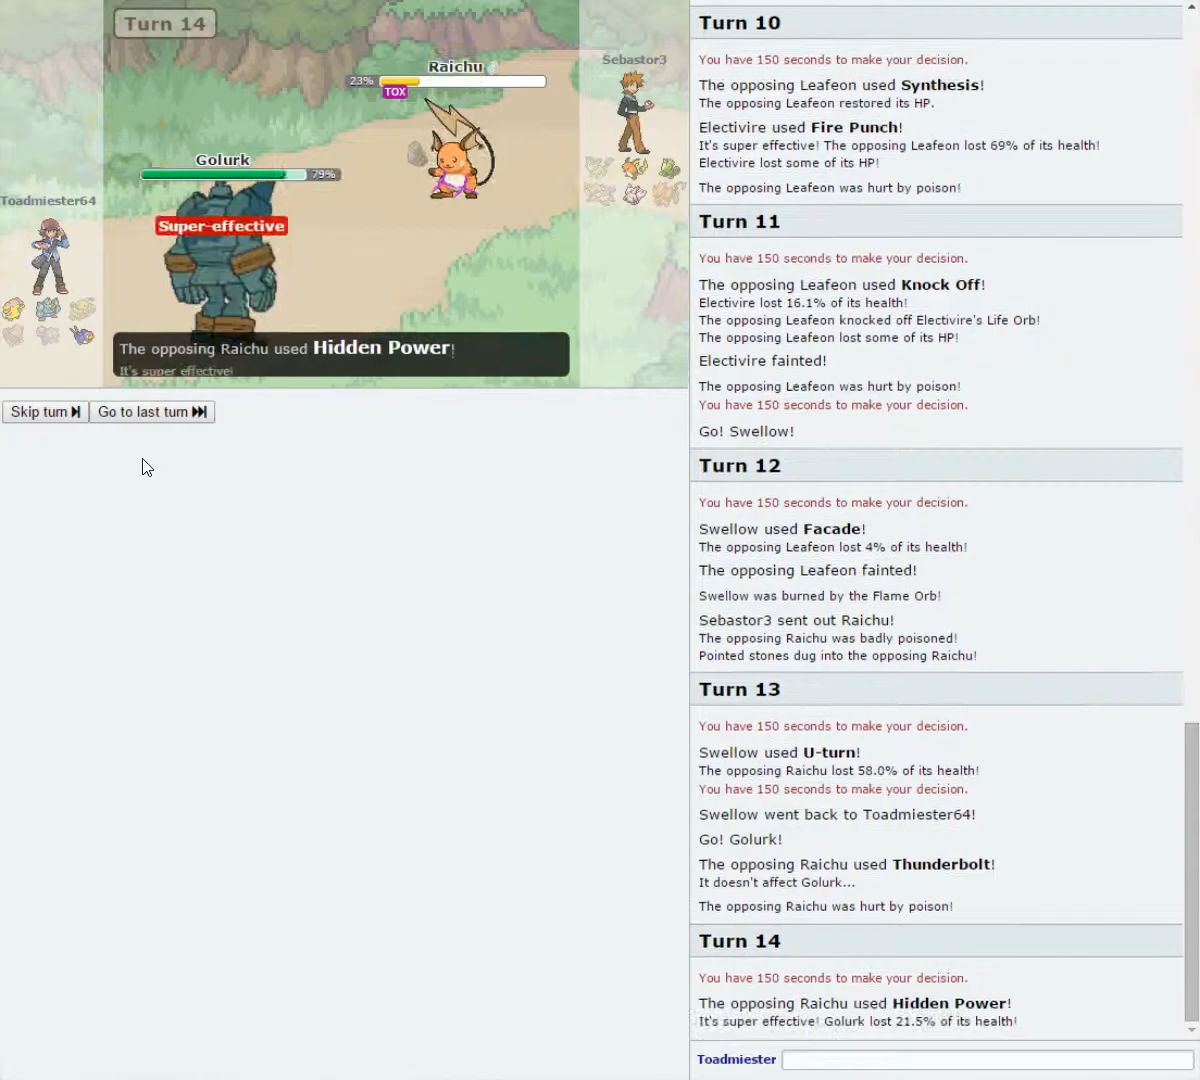 Turn 14
Raichu
23%
TOX
Sebastor3
Golurk
79%
Toadmiester64
Super-effective
The opposing Raichu used Hidden Power!
It's super effective!
Skip turn
Go to last turn
Turn 10
You have 150 seconds to make your decision.
The opposing Leafeon used Synthesis!
The opposing Leafeon restored its HP.
Electivire used Fire Punch!
It's super effective! The opposing Leafeon lost 69% of its health!
Electivire lost some of its HP!
The opposing Leafeon was hurt by poison!
Turn 11
You have 150 seconds to make your decision.
The opposing Leafeon used Knock Off!
Electivire lost 16.1% of its health!
The opposing Leafeon knocked off Electivire's Life Orb!
The opposing Leafeon lost some of its HP!
Electivire fainted!
The opposing Leafeon was hurt by poison!
You have 150 seconds to make your decision.
Go! Swellow!
Turn 12
You have 150 seconds to make your decision.
Swellow used Facade!
The opposing Leafeon lost 4% of its health!
The opposing Leafeon fainted!
Swellow was burned by the Flame Orb!
Sebastor3 sent out Raichu!
The opposing Raichu was badly poisoned!
Pointed stones dug into the opposing Raichu!
Turn 13
You have 150 seconds to make your decision.
Swellow used U-turn!
The opposing Raichu lost 58.0% of its health!
You have 150 seconds to make your decision.
Swellow went back to Toadmiester64!
Go! Golurk!
The opposing Raichu used Thunderbolt!
It doesn't affect Golurk...
The opposing Raichu was hurt by poison!
Turn 14
You have 150 seconds to make your decision.
The opposing Raichu used Hidden Power!
It's super effective! Golurk lost 21.5% of its health!
Toadmiester